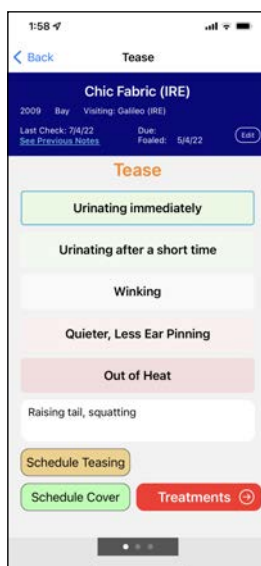 1:58
Back Tease
Chic Fabric (IRE)
2009 Bay Visiting: Galileo (IRE)
Last Check: 7/4/22 Due:
See Previous Notes Foaled: 5/4/22 Edit
Tease
Urinating immediately
Urinating after a short time
Winking
Quieter, Less Ear Pinning
Out of Heat
Raising tail, squatting
Schedule Teasing
Schedule Cover Treatments